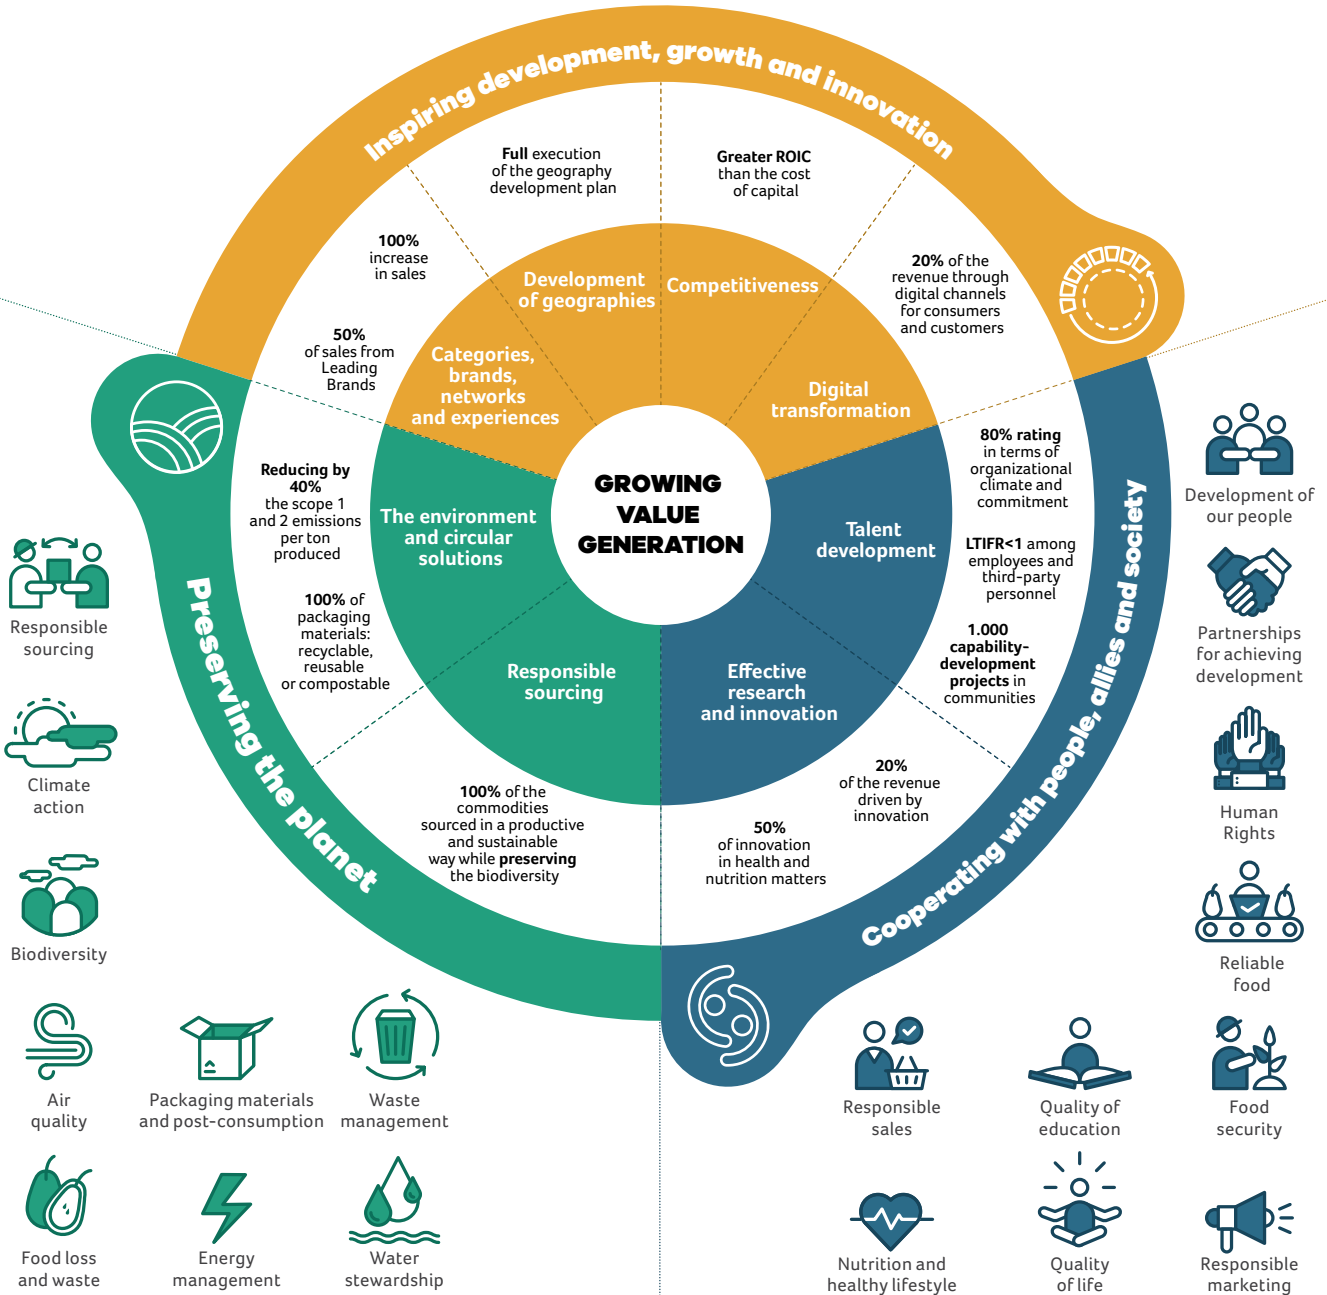 Inspiring development, growth and innovation
Full execution
of the geography
development plan
Greater ROIC
than the cost
of capital
100%
increase
in sales
50%
of sales from
Leading
Brands
20% of the
revenue through
digital channels
for consumers
and customers
Development
of geographies
Competitiveness
Categories,
brands,
networks
and experiences
Digital
transformation
GROWING
VALUE
GENERATION
Preserving the planet
Reducing by
40%
the scope 1
and 2 emissions
per ton
produced
100% of
packaging
materials:
recyclable,
reusable
or compostable
100% of the
commodities
sourced in a productive
and sustainable
way while preserving
the biodiversity
The environment
and circular
solutions
Responsible
sourcing
Talent
development
Effective
research
and innovation
80% rating
in terms of
organizational
climate and
commitment
LTIFR<1 among
employees and
third-party
personnel
1.000
capability-
development
projects in
communities
20%
of the revenue
driven by
innovation
50%
of innovation
in health and
nutrition matters
Cooperating with people, allies and society
Responsible
sourcing
Climate
action
Biodiversity
Air
quality
Packaging materials
and post-consumption
Waste
management
Food loss
and waste
Energy
management
Water
stewardship
Development of
our people
Partnerships
for achieving
development
Human
Rights
Reliable
food
Responsible
sales
Quality of
education
Food
security
Nutrition and
healthy lifestyle
Quality
of life
Responsible
marketing